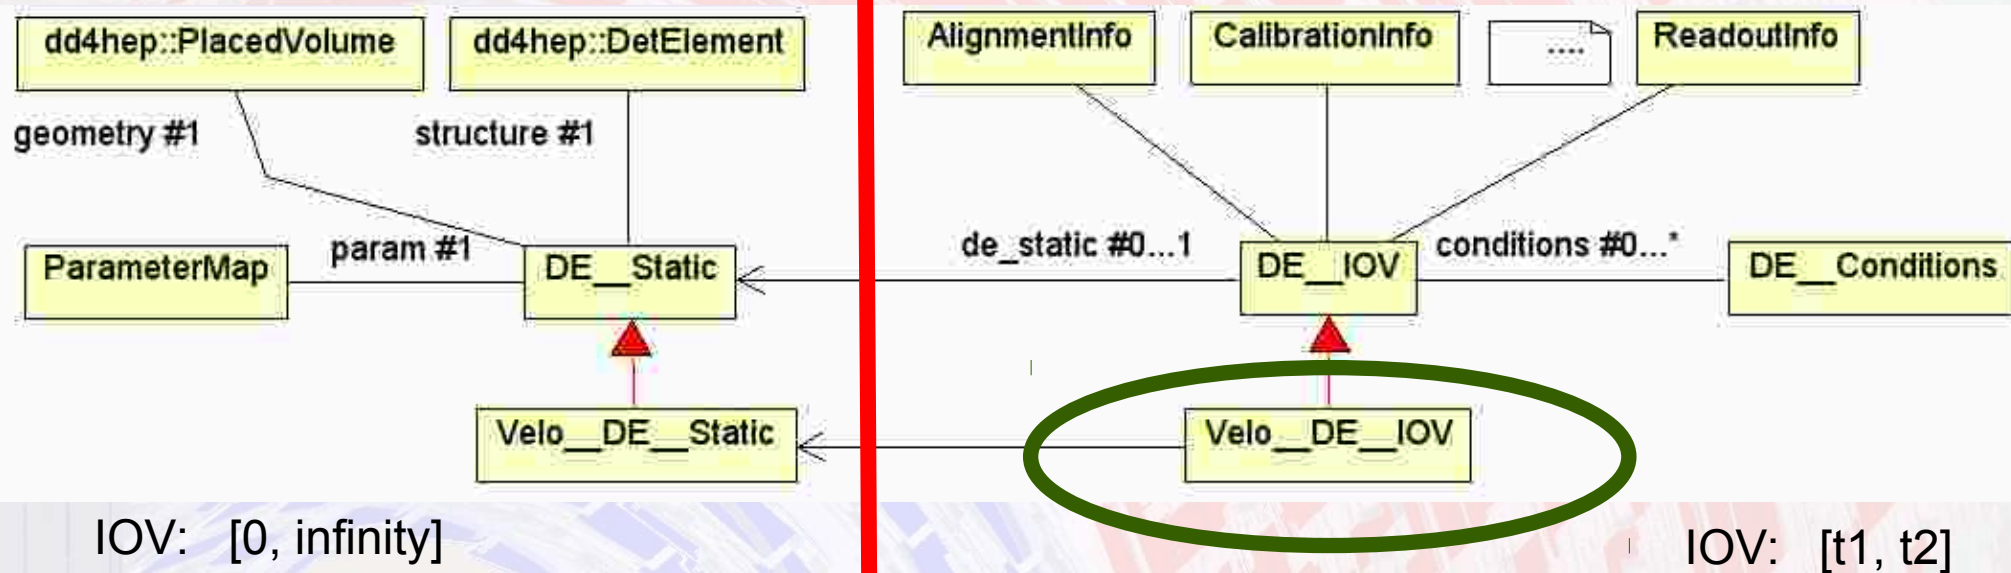 dd4hep::PlacedVolume
dd4hep::DetElement
AlignmentInfo
CalibrationInfo
....
ReadoutInfo
geometry #1
structure #1
ParameterMap
param #1
DE__Static
de_static #0...1
DE__IOV
conditions #0...*
DE__Conditions
Velo__DE__Static
Velo__DE__IOV
IOV: [0, infinity]
IOV: [t1, t2]